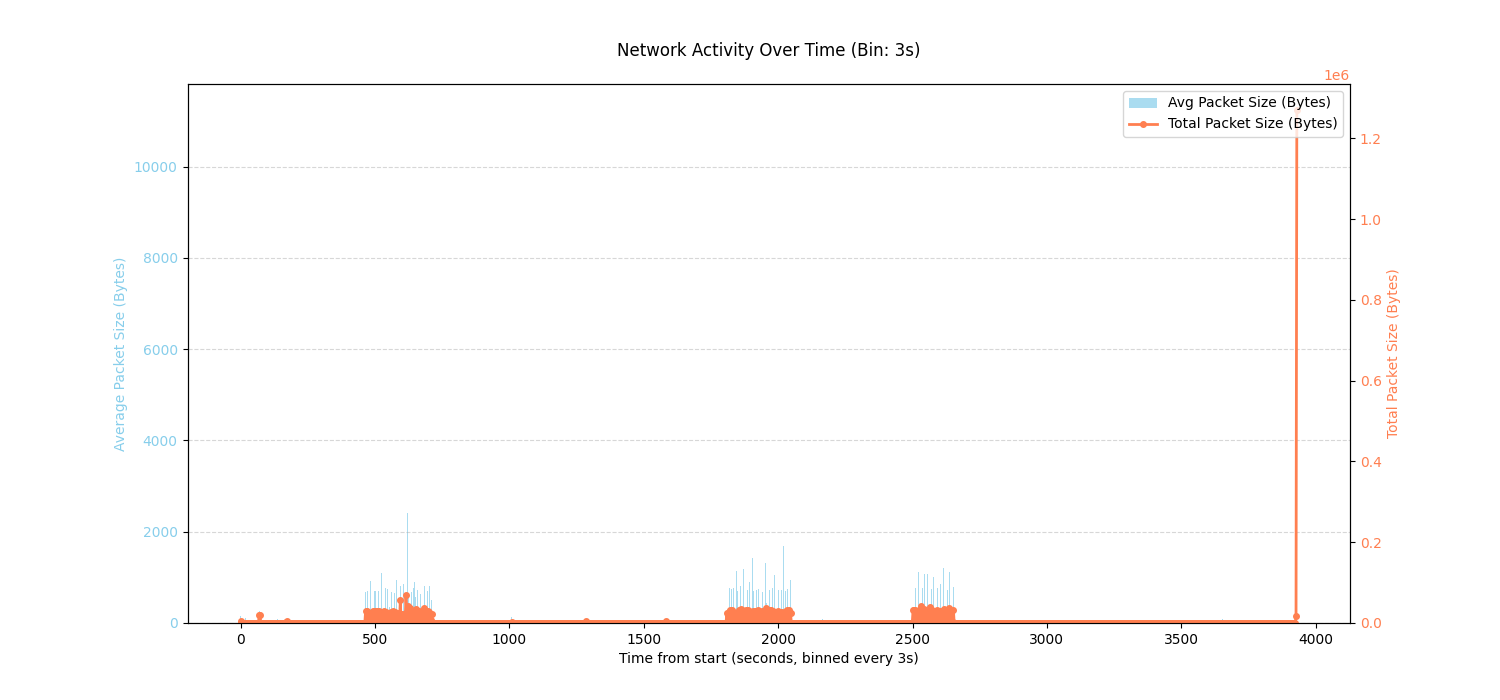 Network Activity Over Time (Bin: 3s)
1e6
Avg Packet Size (Bytes)
Total Packet Size (Bytes)
Average Packet Size (Bytes)
10000
8000
6000
4000
2000
0
1.2
1.0
0.8
0.6
0.4
0.2
0.0
Total Packet Size (Bytes)
0 500 1000 1500 2000 2500 3000 3500 4000
Time from start (seconds, binned every 3s)